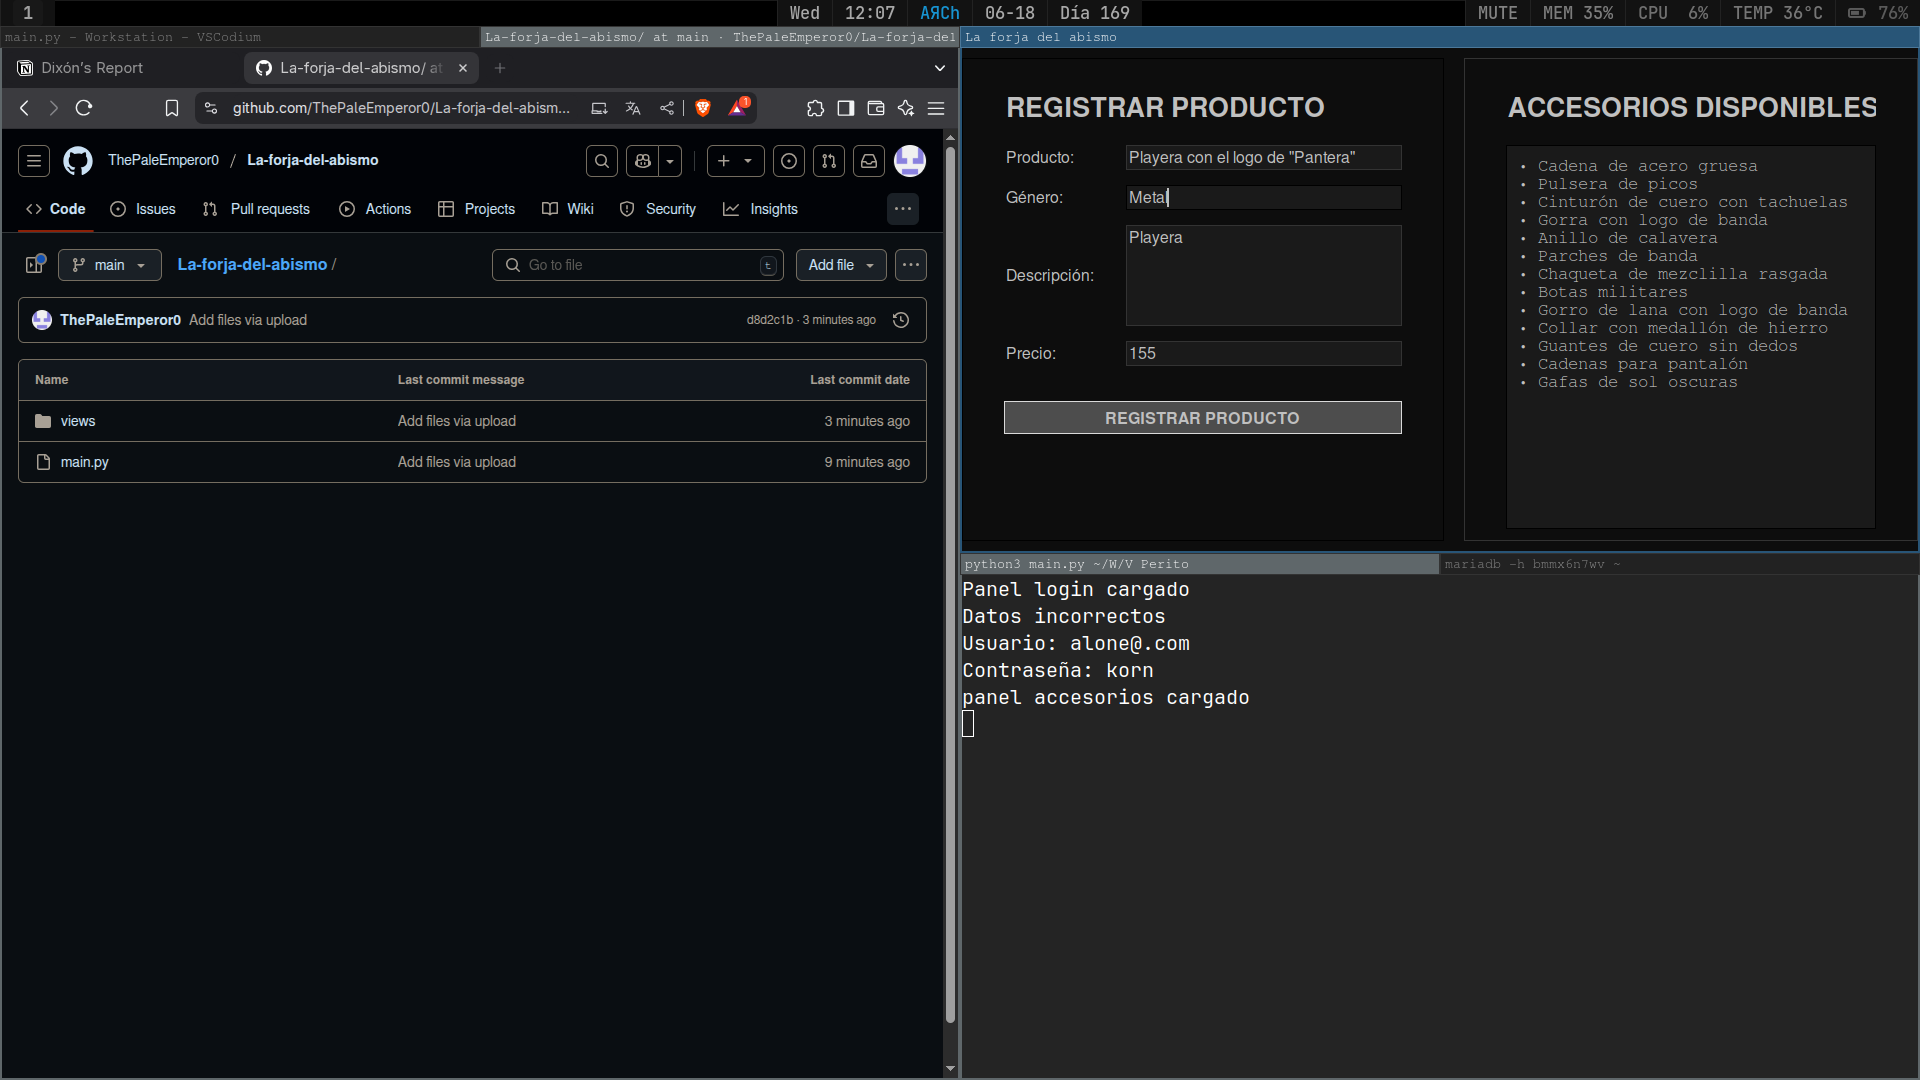 1
Wed 12:07 AЯCh 06-18 Día 169
MUTE MEM 35% CPU 6% TEMP 36°C 76%
main.py - Workstation - VSCodium
La-forja-del-abismo/ at main · ThePaleEmperor0/La-forja-del
La forja del abismo
Dixón's Report
La-forja-del-abismo/ at
github.com/ThePaleEmperor0/La-forja-del-abism...
1
ThePaleEmperor0 / La-forja-del-abismo
Code Issues Pull requests Actions Projects Wiki Security Insights
main La-forja-del-abismo / Go to file t Add file
ThePaleEmperor0 Add files via upload d8d2c1b · 3 minutes ago
Name Last commit message Last commit date
views Add files via upload 3 minutes ago
main.py Add files via upload 9 minutes ago
REGISTRAR PRODUCTO
Producto: Playera con el logo de "Pantera"
Género: Metal
Descripción: Playera
Precio: 155
REGISTRAR PRODUCTO
ACCESORIOS DISPONIBLES
• Cadena de acero gruesa
• Pulsera de picos
• Cinturón de cuero con tachuelas
• Gorra con logo de banda
• Anillo de calavera
• Parches de banda
• Chaqueta de mezclilla rasgada
• Botas militares
• Gorro de lana con logo de banda
• Collar con medallón de hierro
• Guantes de cuero sin dedos
• Cadenas para pantalón
• Gafas de sol oscuras
python3 main.py ~/W/V Perito
mariadb -h bmmx6n7wv ~
Panel login cargado
Datos incorrectos
Usuario: alone@.com
Contraseña: korn
panel accesorios cargado